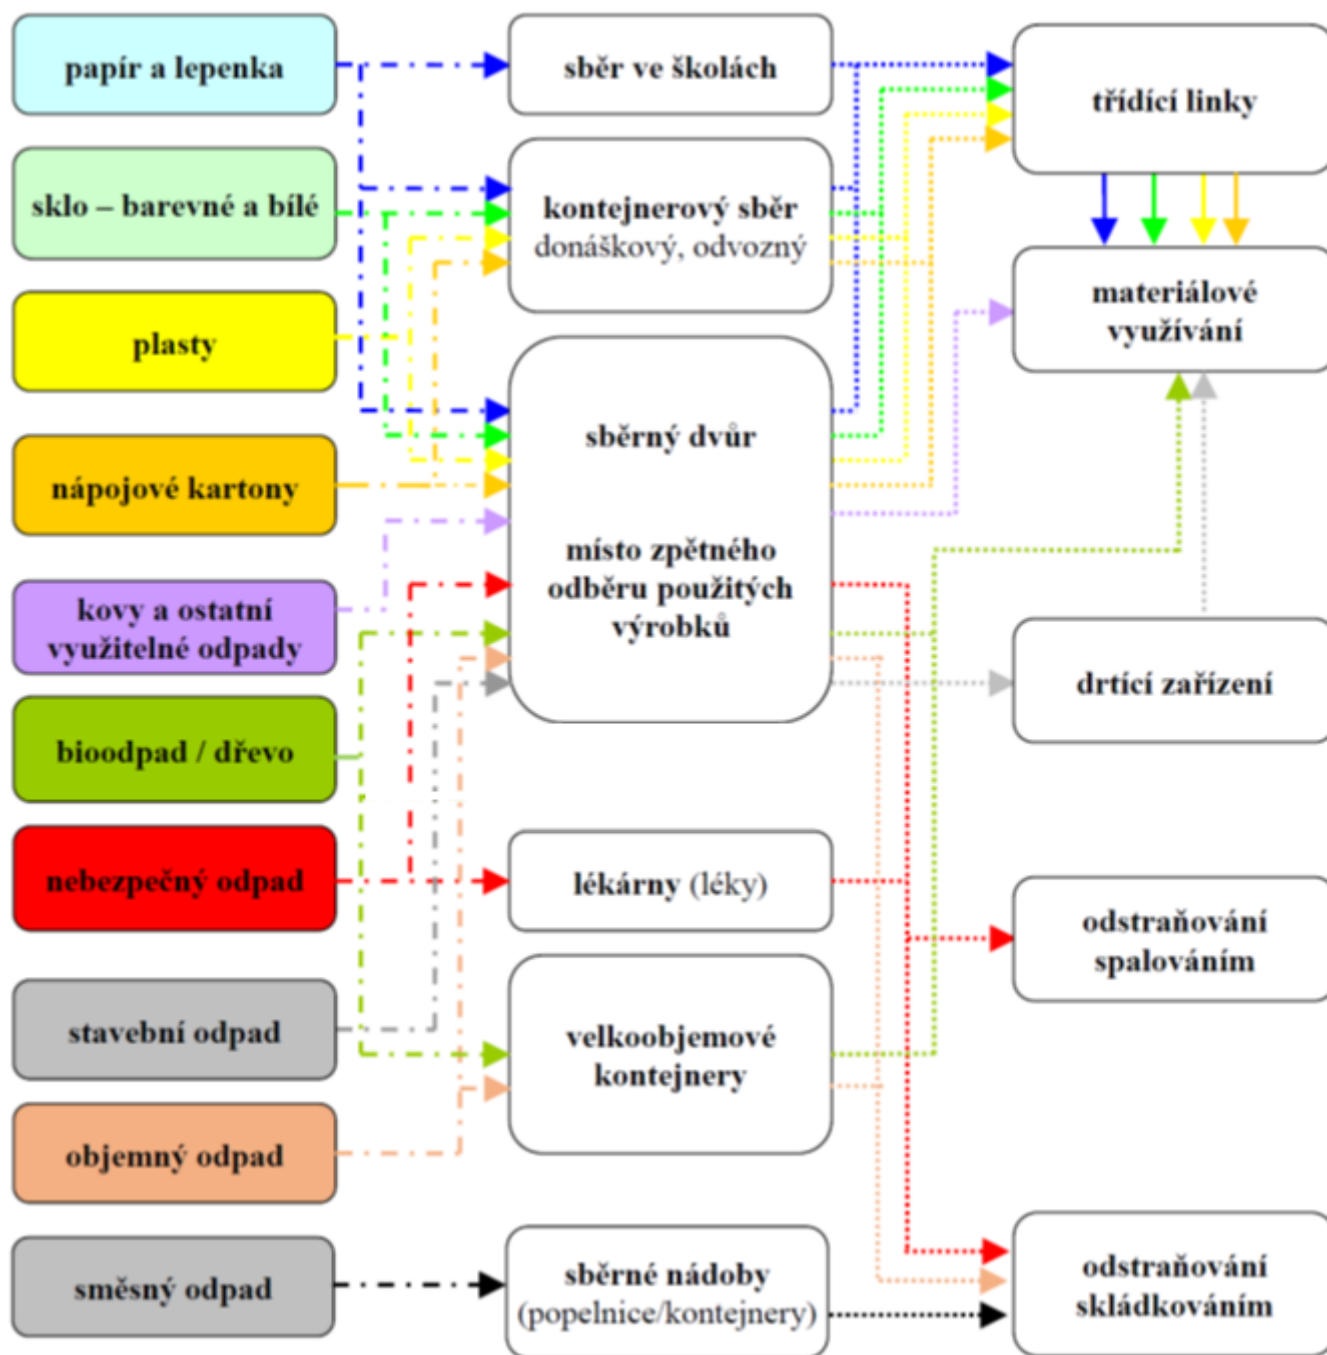 papír a lepenka
sklo – barevné a bílé
plasty
nápojové kartony
kovy a ostatní
využitelné odpady
bioodpad / dřevo
nebezpečný odpad
stavební odpad
objemný odpad
směsný odpad
sběr ve školách
kontejnerový sběr
donáškový, odvozný
sběrný dvůr
místo zpětného
odběru použitých
výrobků
lékárny (léky)
velkoobjemové
kontejnery
sběrné nádoby
(popelnice/kontejnery)
třídící linky
materiálové
využívání
drtící zařízení
odstraňování
spalováním
odstraňování
skládkováním